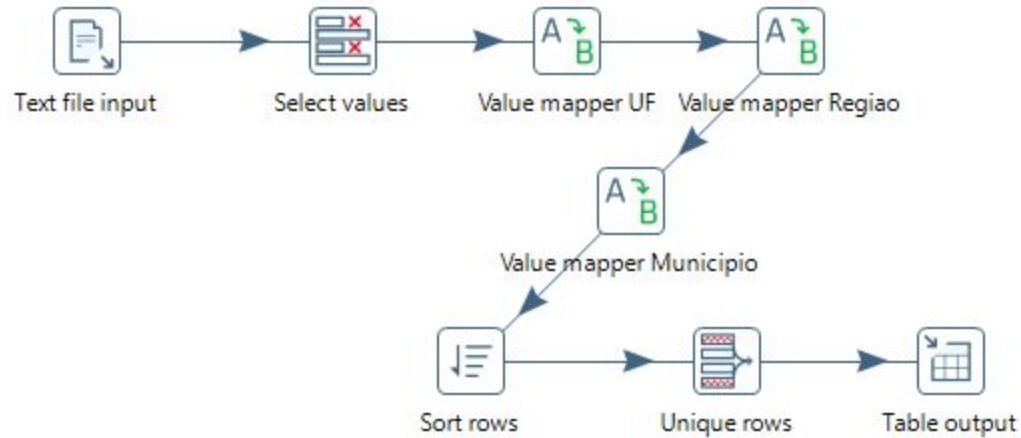 Text file input
Select values
Value mapper UF
Value mapper Regiao
Value mapper Municipio
Sort rows
Unique rows
Table output